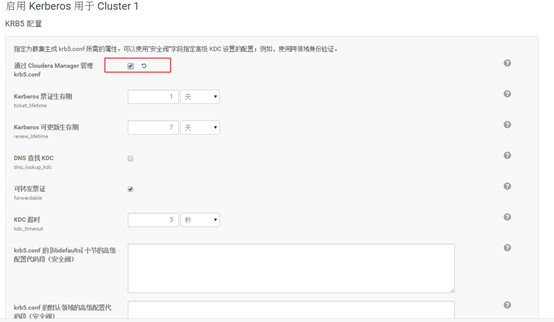 启用 Kerberos 用于 Cluster 1
KRB5 配置
指定为群集生成 krb5.conf 所需的属性。可以使用"安全阀"字段指定高级 KDC 设置的配置；例如，使用跨领域身份验证。
通过 Cloudera Manager 管理
krb5.conf
Kerberos 票证生存期
1 天
ticket_lifetime
Kerberos 可更新生存期
7 天
renew_lifetime
DNS 查找 KDC
dns_lookup_kdc
可转发票证
forwardable
KDC 超时
3 秒
kdc_timeout
krb5.conf 的 [libdefaults] 小节的高级
配置代码段（安全阀）
krb5.conf 的默认领域的高级配置代
码段（安全阀）